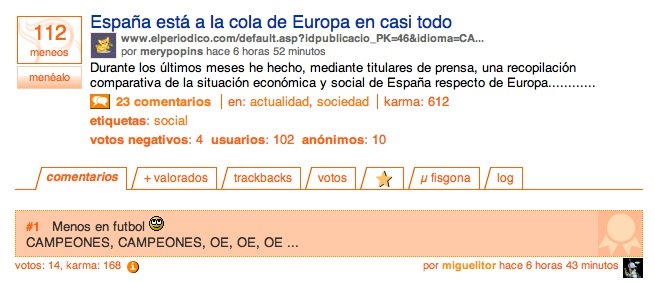 España está a la cola de Europa en casi todo
112
meneos
menéalo
www.elperiodico.com/default.asp?idpublicacio_PK=46&idioma=CA...
por merypopins hace 6 horas 52 minutos
Durante los últimos meses he hecho, mediante titulares de prensa, una recopilación
comparativa de la situación económica y social de España respecto de Europa............
23 comentarios | en: actualidad, sociedad | karma: 612
etiquetas: social
votos negativos: 4 usuarios: 102 anónimos: 10
comentarios + valorados trackbacks votos μ fisgona log
#1 Menos en futbol
CAMPEONES, CAMPEONES, OE, OE, OE ...
votos: 14, karma: 168 por miguelitor hace 6 horas 43 minutos